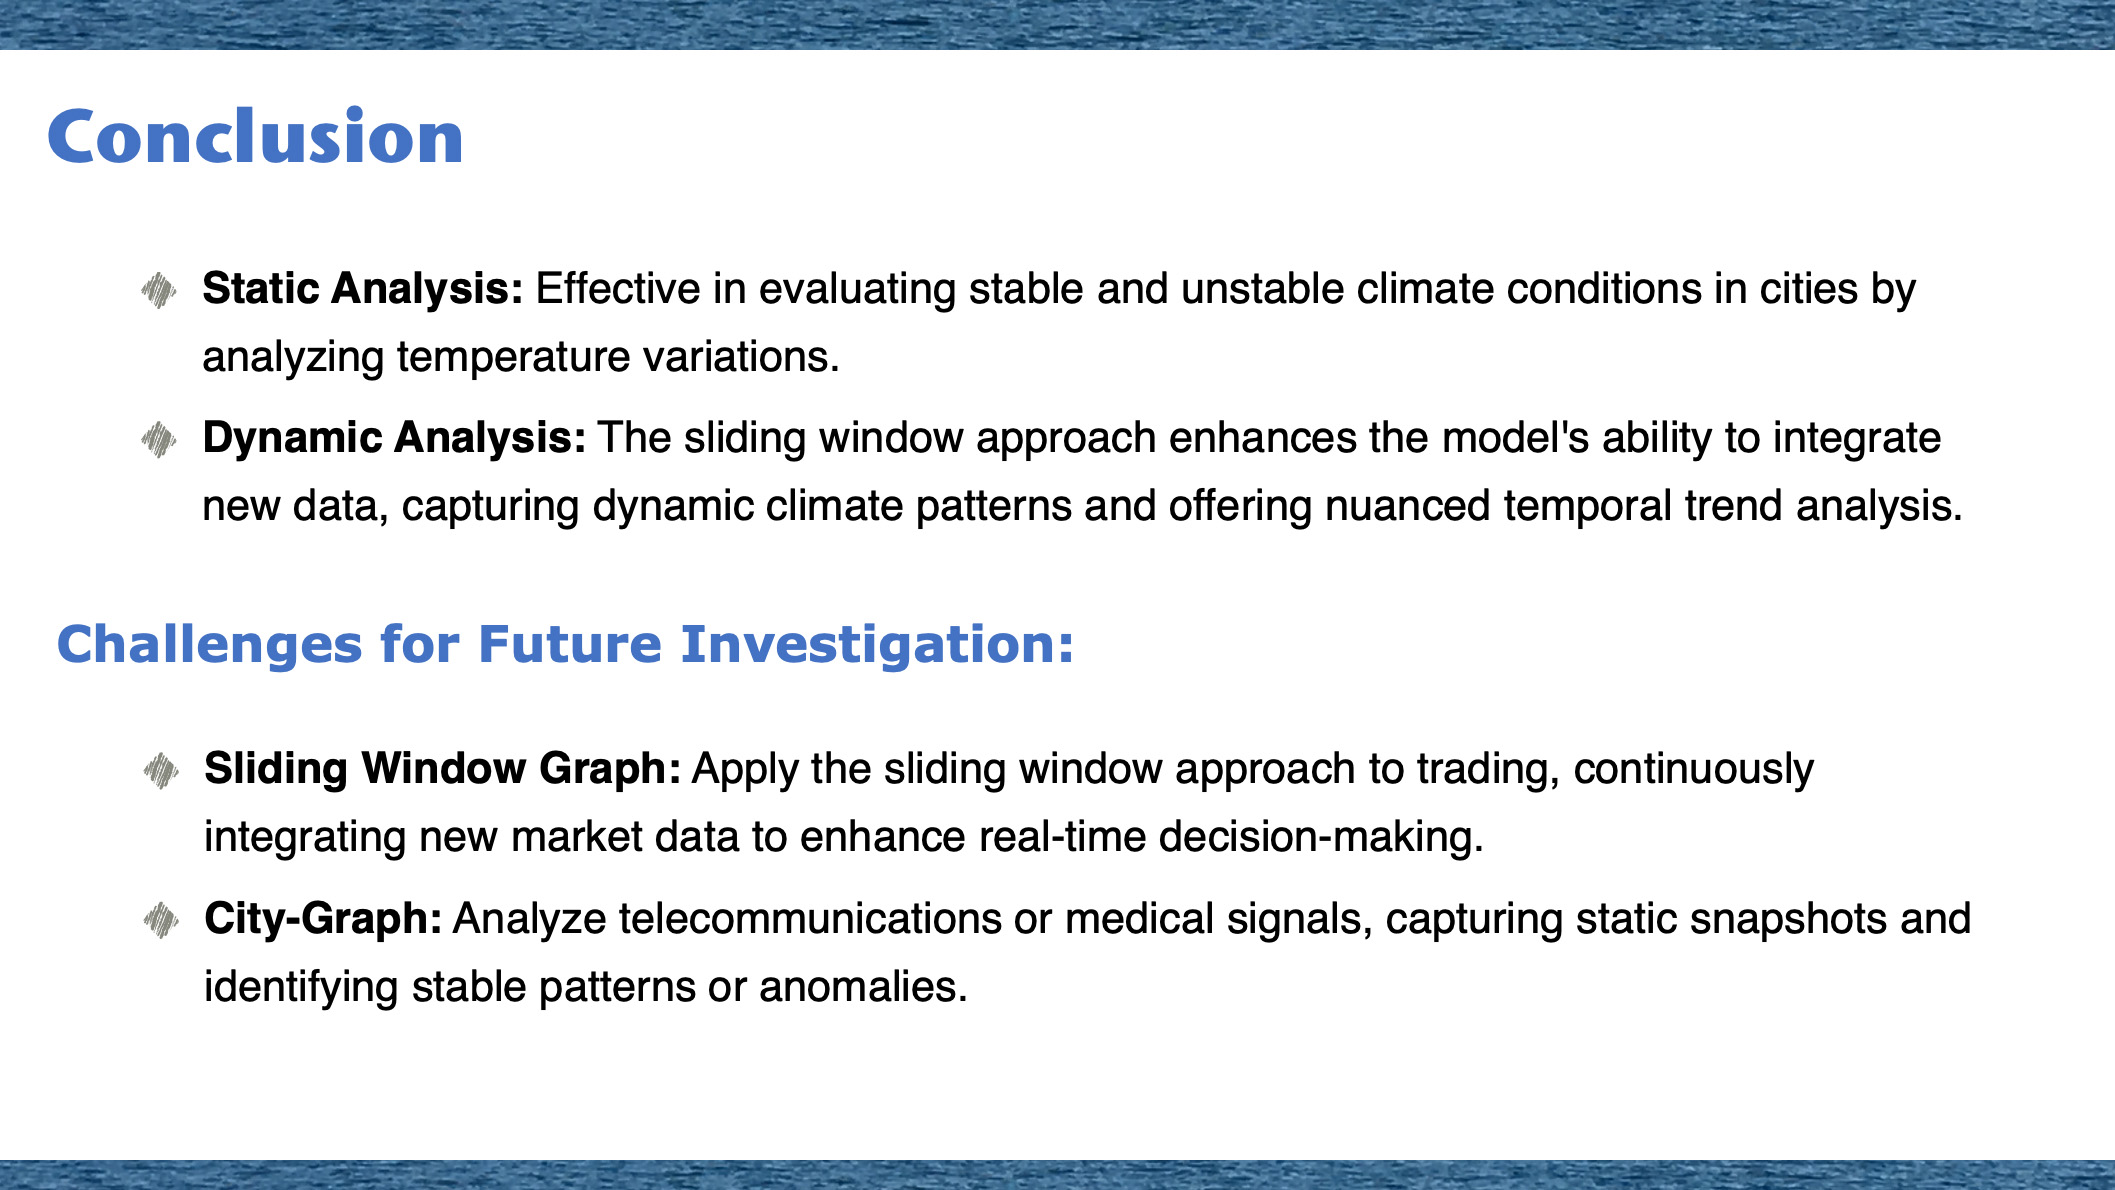 Conclusion
Static Analysis: Effective in evaluating stable and unstable climate conditions in cities by
analyzing temperature variations.
Dynamic Analysis: The sliding window approach enhances the model's ability to integrate
new data, capturing dynamic climate patterns and offering nuanced temporal trend analysis.
Challenges for Future Investigation:
Sliding Window Graph: Apply the sliding window approach to trading, continuously
integrating new market data to enhance real-time decision-making.
City-Graph: Analyze telecommunications or medical signals, capturing static snapshots and
identifying stable patterns or anomalies.